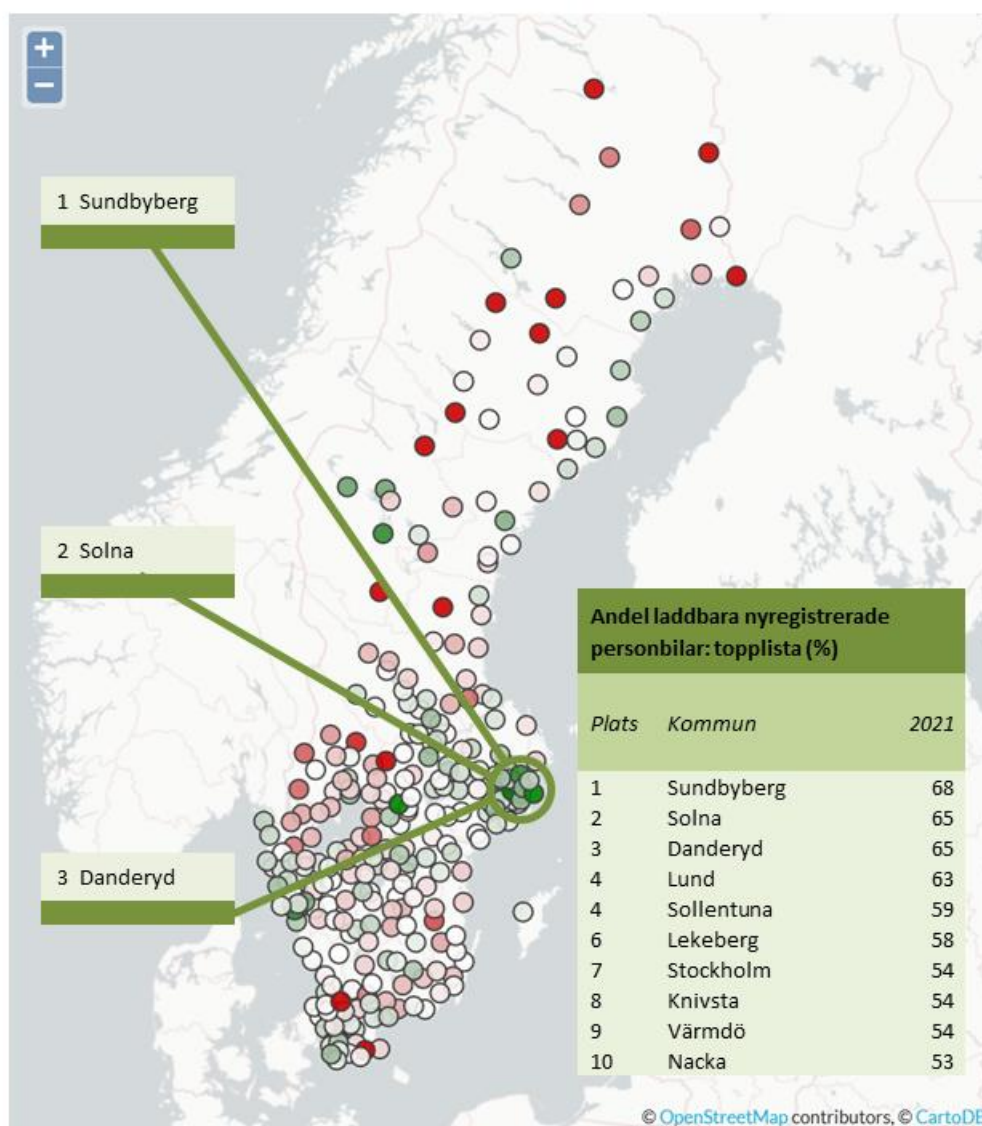 +
−
1 Sundbyberg
2 Solna
3 Danderyd
Andel laddbara nyregistrerade
personbilar: topplista (%)
Plats Kommun 2021
1 Sundbyberg 68
2 Solna 65
3 Danderyd 65
4 Lund 63
4 Sollentuna 59
6 Lekeberg 58
7 Stockholm 54
8 Knivsta 54
9 Värmdö 54
10 Nacka 53
© OpenStreetMap contributors, © CartoDB